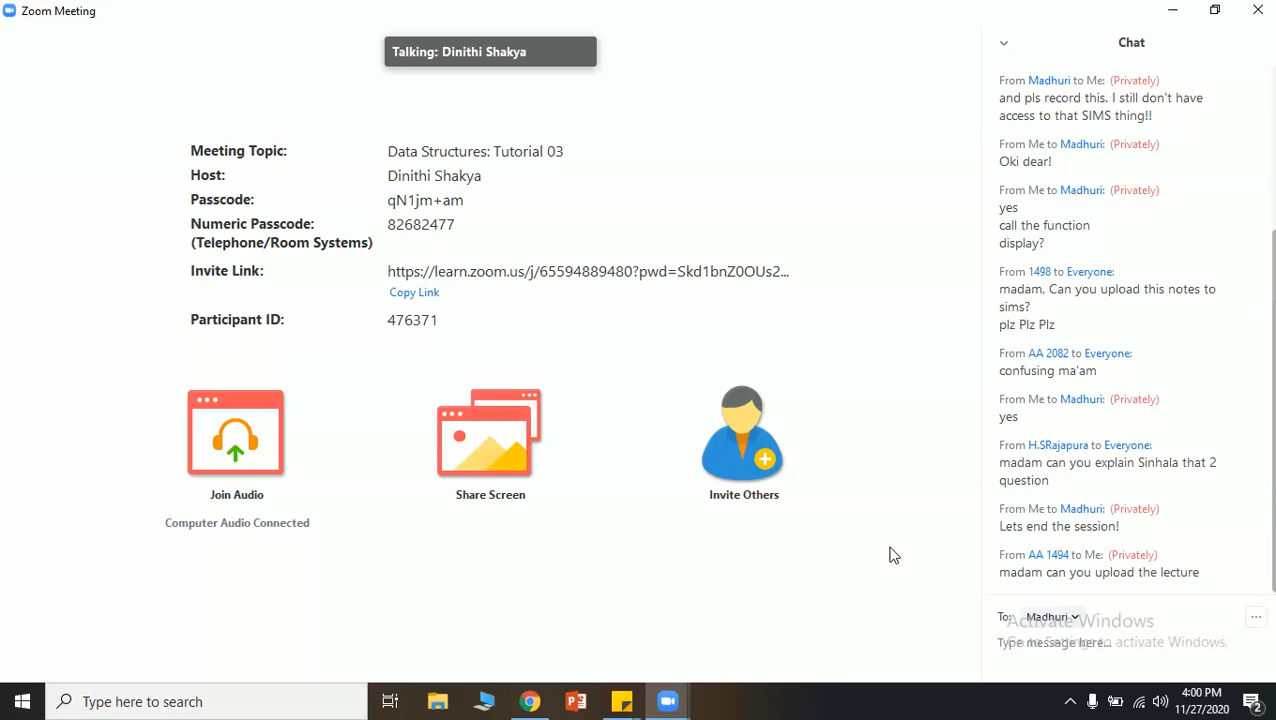 Zoom Meeting
Talking: Dinithi Shakya
Meeting Topic: Data Structures: Tutorial 03
Host: Dinithi Shakya
Passcode: qN1jm+am
Numeric Passcode: 82682477
(Telephone/Room Systems)
Invite Link: https://learn.zoom.us/j/65594889480?pwd=Skd1bnZ0OUs2...
Copy Link
Participant ID: 476371
Join Audio
Computer Audio Connected
Share Screen
Invite Others
Chat
From Madhuri to Me: (Privately)
and pls record this. I still don't have
access to that SIMS thing!!
From Me to Madhuri: (Privately)
Oki dear!
From Me to Madhuri: (Privately)
yes
call the function
display?
From 1498 to Everyone:
madam, Can you upload this notes to
sims?
plz Plz Plz
From AA 2082 to Everyone:
confusing ma'am
From Me to Madhuri: (Privately)
yes
From H.SRajapura to Everyone:
madam can you explain Sinhala that 2
question
From Me to Madhuri: (Privately)
Lets end the session!
From AA 1494 to Me: (Privately)
madam can you upload the lecture
To: Madhuri
Activate Windows
Type message here...
Go to Settings to activate Windows.
Type here to search
4:00 PM
11/27/2020
2